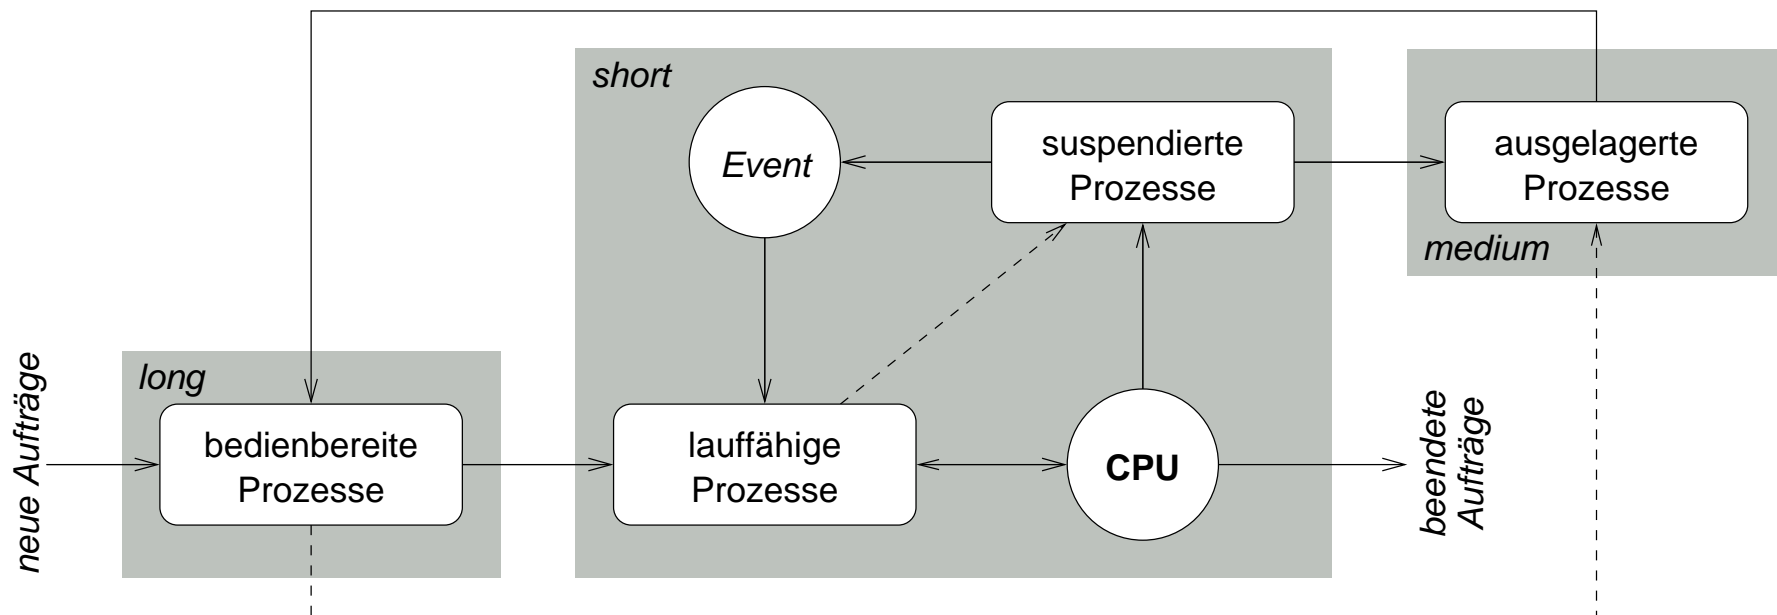 short
suspendierte
Prozesse
ausgelagerte
Prozesse
Event
medium
neue Aufträge
long
bedienbereite
Prozesse
lauffähige
Prozesse
CPU
beendete
Aufträge